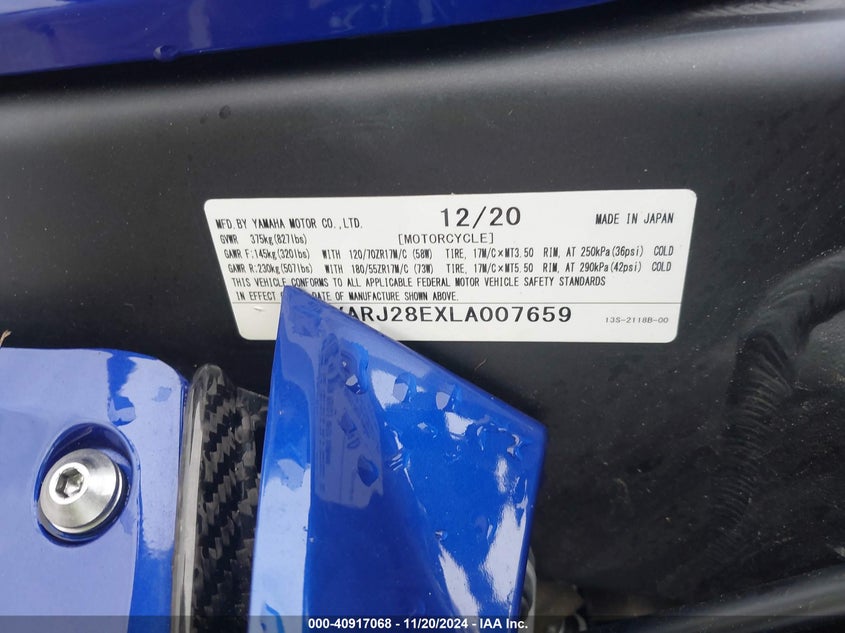 MFD.BY YAMAHA MOTOR CO.,LTD. 12/20 MADE IN JAPAN
GVWR 375kg(827lbs) [MOTORCYCLE]
GAWR F:145kg(320lbs) WITH 120/70ZR17M/C (58W) TIRE, 17M/C×MT3.50 RIM, AT 250kPa(36psi) COLD
GAWR R:230kg(507lbs) WITH 180/55ZR17M/C (73W) TIRE, 17M/C×MT5.50 RIM, AT 290kPa(42psi) COLD
THIS VEHICLE CONFORMS TO ALL APPLICABLE FEDERAL MOTOR VEHICLE SAFETY STANDARDS
IN EFFECT DATE OF MANUFACTURE SHOWN ABOVE.
YARJ28EXLA007659 13S-2118B-00
000-40917068 - 11/20/2024 - IAA Inc.